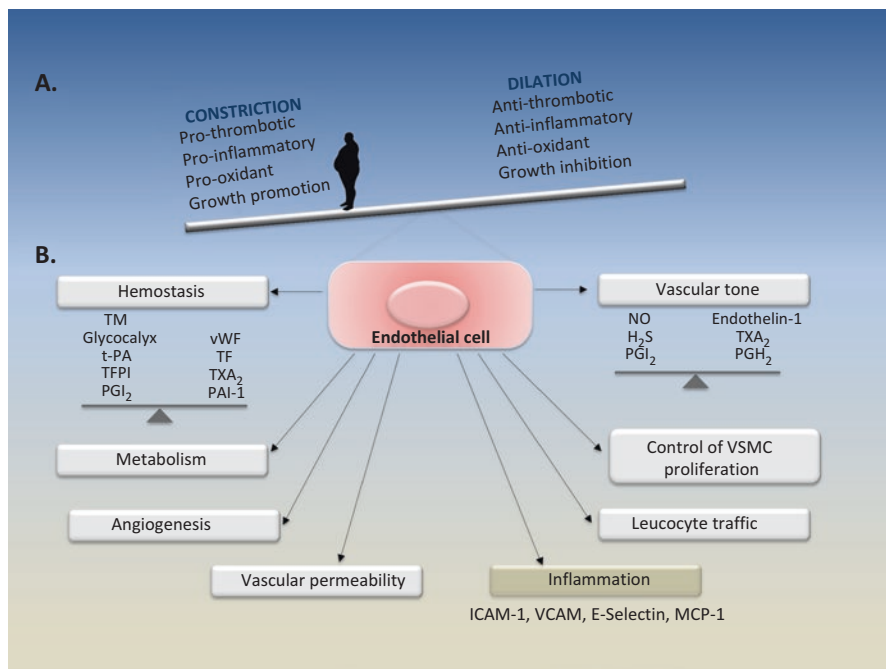 A.
CONSTRICTION
Pro-thrombotic
Pro-inflammatory
Pro-oxidant
Growth promotion
DILATION
Anti-thrombotic
Anti-inflammatory
Anti-oxidant
Growth inhibition
B.
Hemostasis
TM
Glycocalyx
t-PA
TFPI
PGI₂
vWF
TF
TXA₂
PAI-1
Endothelial cell
Vascular tone
NO
H₂S
PGI₂
Endothelin-1
TXA₂
PGH₂
Metabolism
Control of VSMC
proliferation
Angiogenesis
Leucocyte traffic
Vascular permeability
Inflammation
ICAM-1, VCAM, E-Selectin, MCP-1